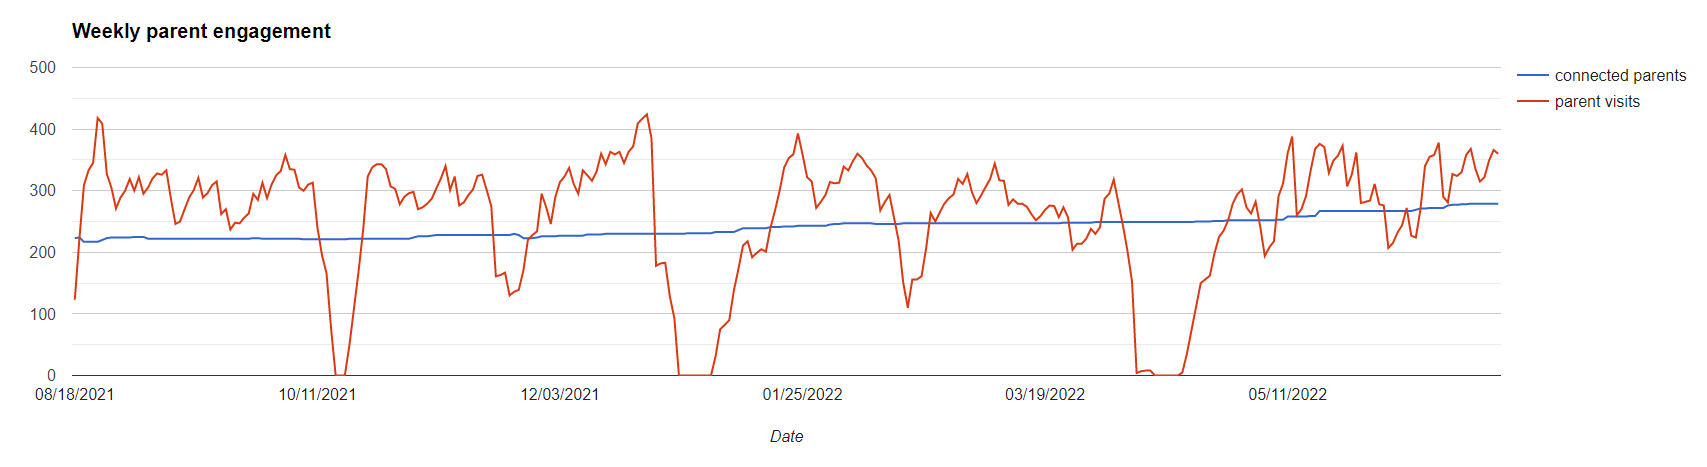 Weekly parent engagement
500
400
300
200
100
0
connected parents
parent visits
08/18/2021 10/11/2021 12/03/2021 01/25/2022 03/19/2022 05/11/2022
Date